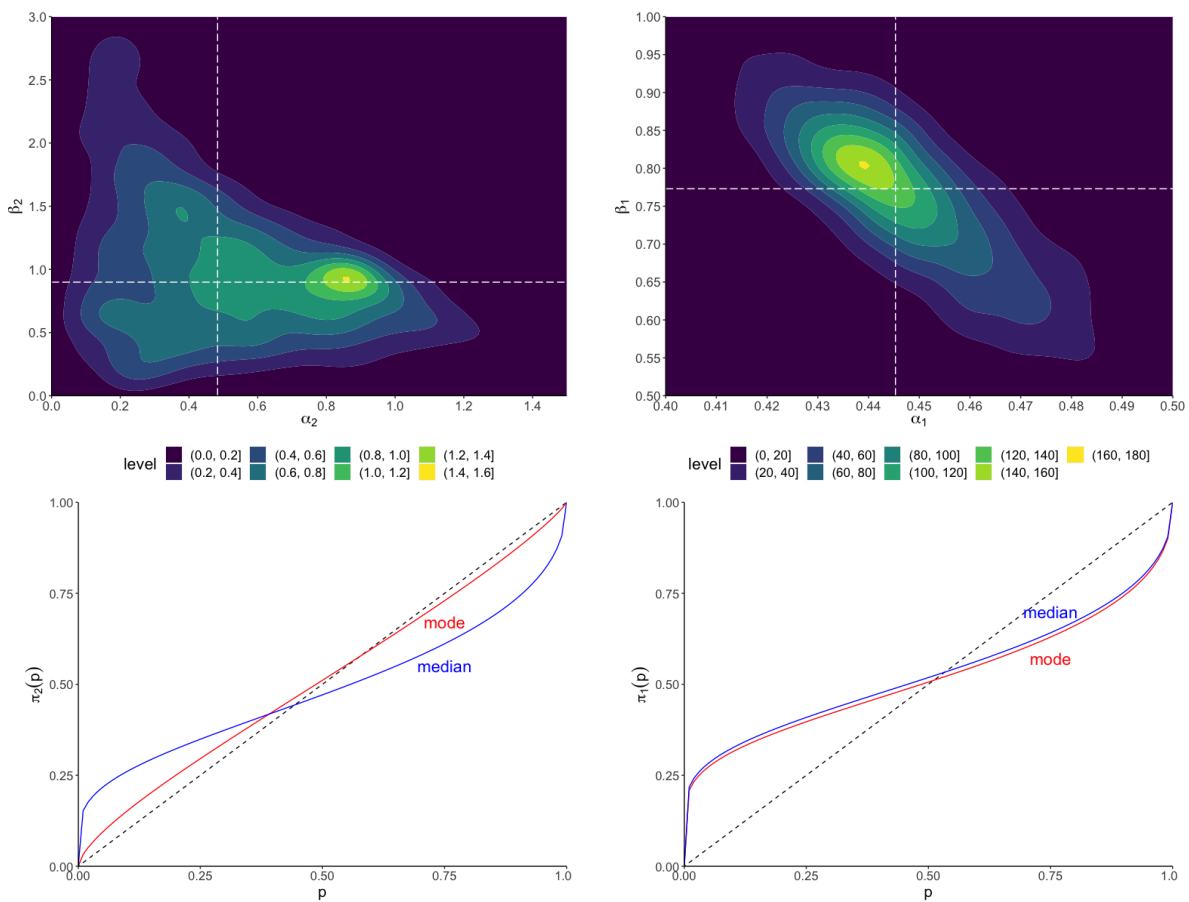 3.0
2.5
2.0
1.5
1.0
0.5
0.0
β2
0.0 0.2 0.4 0.6 0.8 1.0 1.2 1.4
α2
level (0.0, 0.2] (0.4, 0.6] (0.8, 1.0] (1.2, 1.4]
(0.2, 0.4] (0.6, 0.8] (1.0, 1.2] (1.4, 1.6]
1.00
0.95
0.90
0.85
0.80
0.75
0.70
0.65
0.60
0.55
0.50
β1
0.40 0.41 0.42 0.43 0.44 0.45 0.46 0.47 0.48 0.49 0.50
α1
level (0, 20] (40, 60] (80, 100] (120, 140] (160, 180]
(20, 40] (60, 80] (100, 120] (140, 160]
1.00
0.75
0.50
0.25
0.00
π2(p)
mode
median
0.00 0.25 0.50 0.75 1.0
p
1.00
0.75
0.50
0.25
0.00
π1(p)
median
mode
0.00 0.25 0.50 0.75 1.0
p